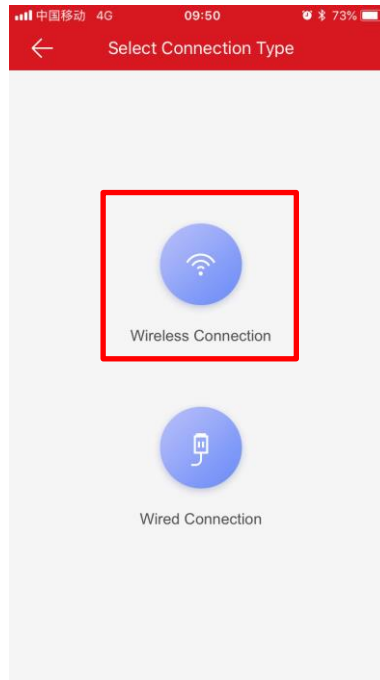 中国移动 4G 09:50 73%
Select Connection Type
Wireless Connection
Wired Connection